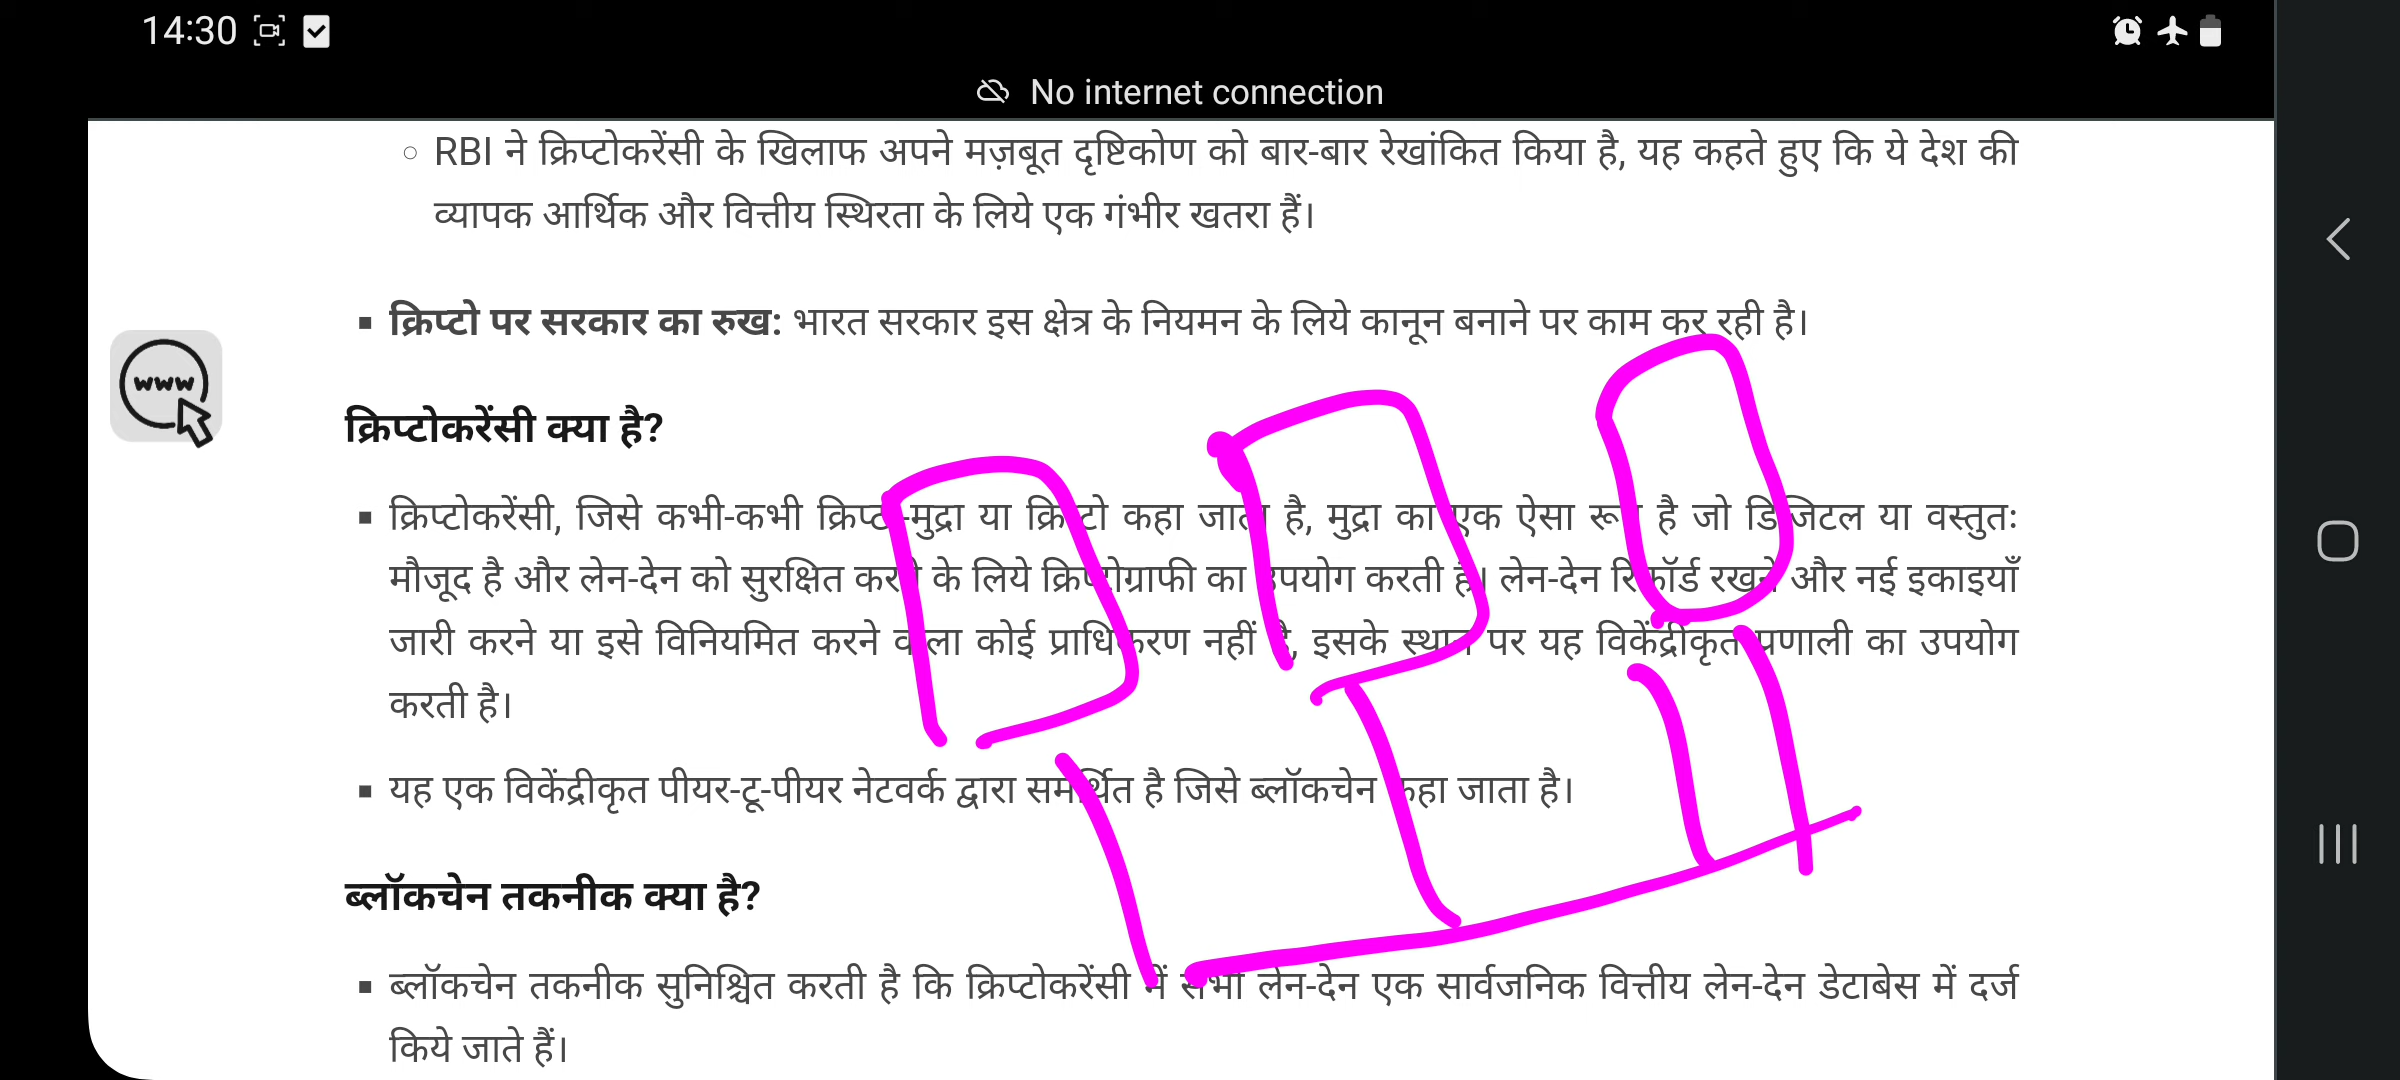 14:30
No internet connection
RBI ने क्रिप्टोकरेंसी के खिलाफ अपने मज़बूत दृष्टिकोण को बार-बार रेखांकित किया है, यह कहते हुए कि ये देश की
व्यापक आर्थिक और वित्तीय स्थिरता के लिये एक गंभीर खतरा हैं।
क्रिप्टो पर सरकार का रुख: भारत सरकार इस क्षेत्र के नियमन के लिये कानून बनाने पर काम कर रही है।
www
क्रिप्टोकरेंसी क्या है?
क्रिप्टोकरेंसी, जिसे कभी-कभी क्रिप्टो-मुद्रा या क्रिप्टो कहा जाता है, मुद्रा का एक ऐसा रूप है जो डिजिटल या वस्तुतः
मौजूद है और लेन-देन को सुरक्षित करने के लिये क्रिप्टोग्राफी का उपयोग करती है। लेन-देन रिकॉर्ड रखने और नई इकाइयाँ
जारी करने या इसे विनियमित करने वाला कोई प्राधिकरण नहीं है, इसके स्थान पर यह विकेंद्रीकृत प्रणाली का उपयोग
करती है।
यह एक विकेंद्रीकृत पीयर-टू-पीयर नेटवर्क द्वारा समर्थित है जिसे ब्लॉकचेन कहा जाता है।
ब्लॉकचेन तकनीक क्या है?
ब्लॉकचेन तकनीक सुनिश्चित करती है कि क्रिप्टोकरेंसी में सभी लेन-देन एक सार्वजनिक वित्तीय लेन-देन डेटाबेस में दर्ज
किये जाते हैं।